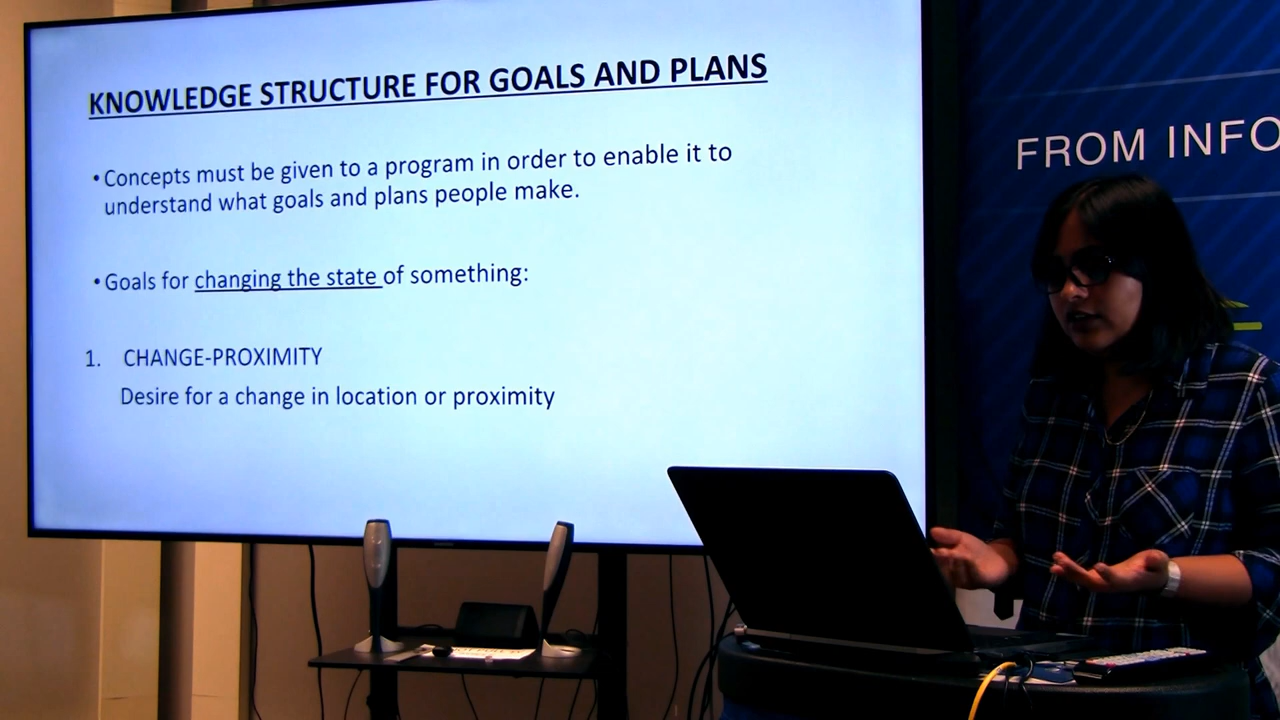 KNOWLEDGE STRUCTURE FOR GOALS AND PLANS
• Concepts must be given to a program in order to enable it to
understand what goals and plans people make.
• Goals for changing the state of something:
1. CHANGE-PROXIMITY
Desire for a change in location or proximity
FROM INFO